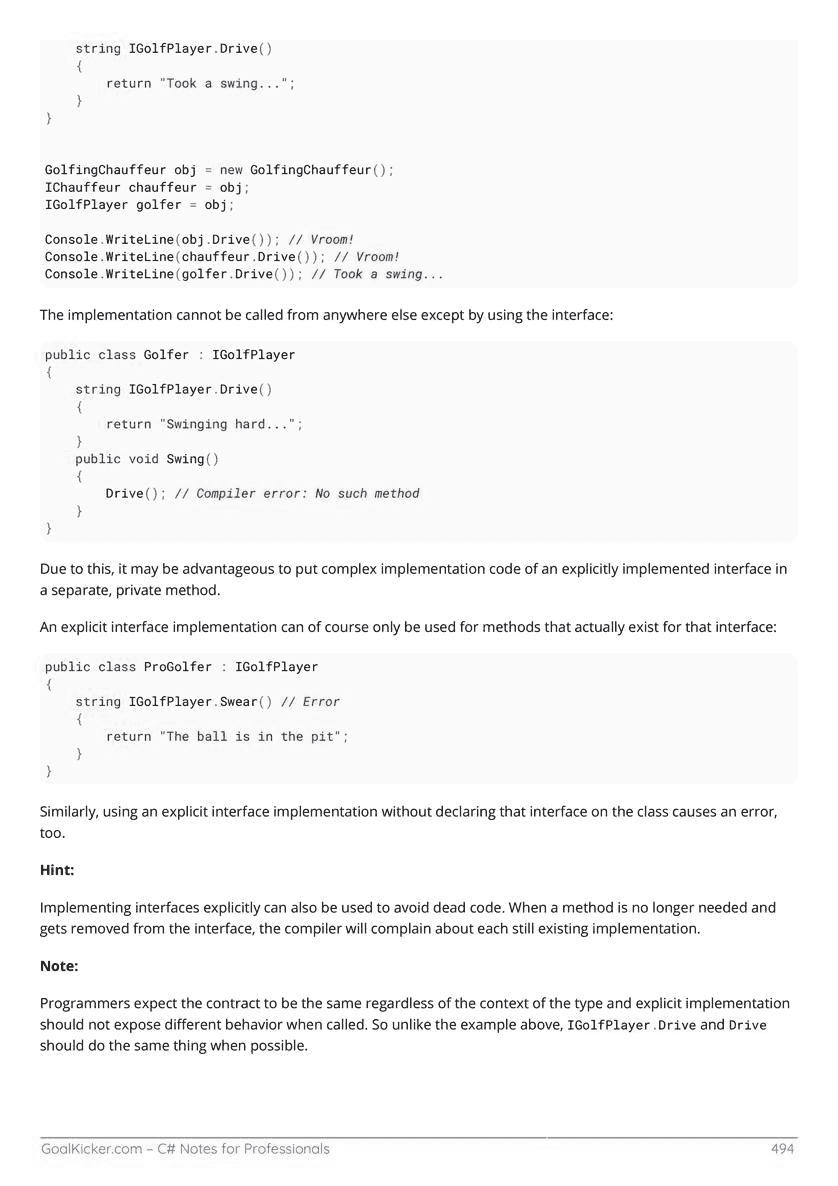 string IGolfPlayer.Drive()
{
return "Took a swing...";
}
}
GolfingChauffeur obj = new GolfingChauffeur();
IChauffeur chauffeur = obj;
IGolfPlayer golfer = obj;
Console.WriteLine(obj.Drive()); // Vroom!
Console.WriteLine(chauffeur.Drive()); // Vroom!
Console.WriteLine(golfer.Drive()); // Took a swing...
The implementation cannot be called from anywhere else except by using the interface:
public class Golfer : IGolfPlayer
{
string IGolfPlayer.Drive()
{
return "Swinging hard...";
}
public void Swing()
{
Drive(); // Compiler error: No such method
}
}
Due to this, it may be advantageous to put complex implementation code of an explicitly implemented interface in
a separate, private method.
An explicit interface implementation can of course only be used for methods that actually exist for that interface:
public class ProGolfer : IGolfPlayer
{
string IGolfPlayer.Swear() // Error
{
return "The ball is in the pit";
}
}
Similarly, using an explicit interface implementation without declaring that interface on the class causes an error,
too.
Hint:
Implementing interfaces explicitly can also be used to avoid dead code. When a method is no longer needed and
gets removed from the interface, the compiler will complain about each still existing implementation.
Note:
Programmers expect the contract to be the same regardless of the context of the type and explicit implementation
should not expose different behavior when called. So unlike the example above, IGolfPlayer.Drive and Drive
should do the same thing when possible.
GoalKicker.com – C# Notes for Professionals 494